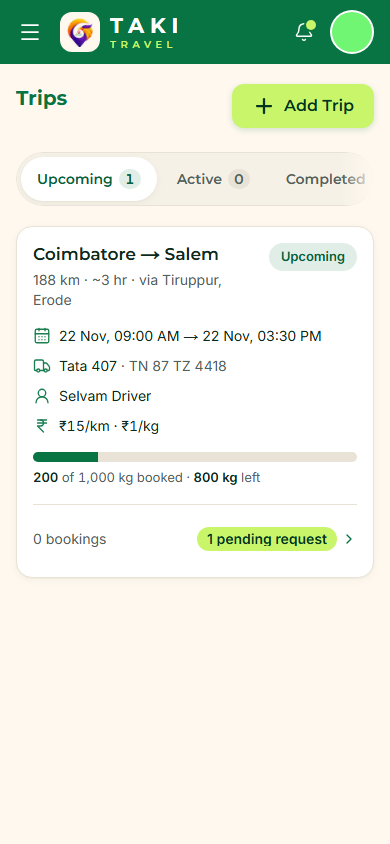 TAKI
TRAVEL
Trips
Add Trip
Upcoming 1
Active 0
Completed
Coimbatore → Salem
Upcoming
188 km · ~3 hr · via Tiruppur,
Erode
22 Nov, 09:00 AM → 22 Nov, 03:30 PM
Tata 407 · TN 87 TZ 4418
Selvam Driver
₹15/km · ₹1/kg
200 of 1,000 kg booked · 800 kg left
0 bookings
1 pending request